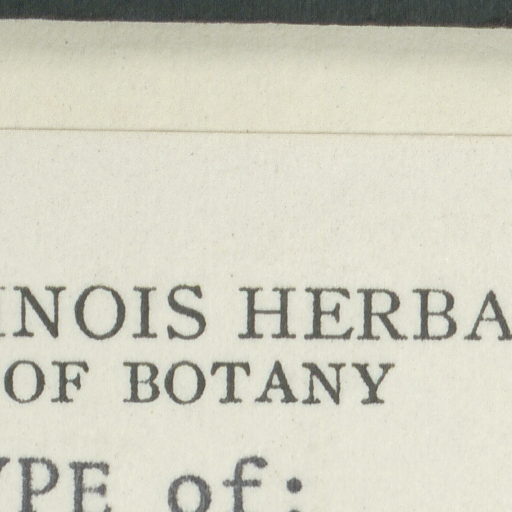 INOIS HERBA
OF BOTANY
YPE of: